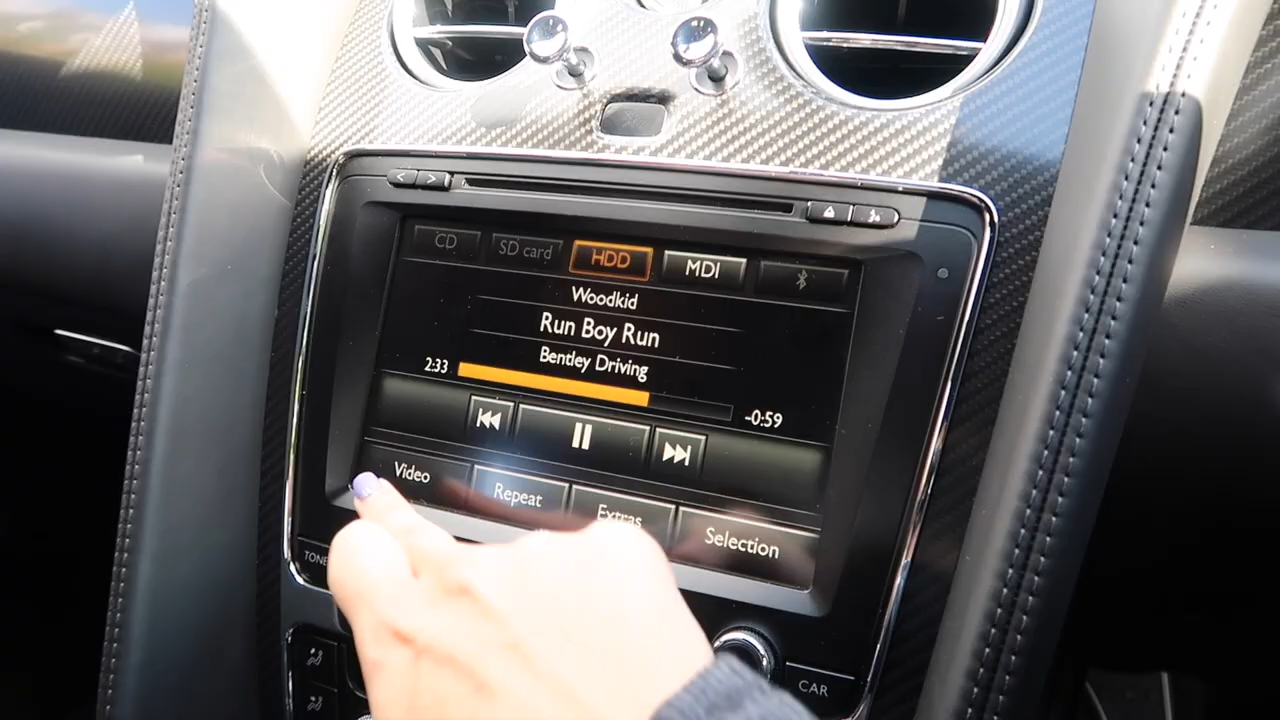 CD SD card HDD MDI
Woodkid
Run Boy Run
Bentley Driving
2:33 -0:59
Video Repeat Extras Selection
TONE
CAR